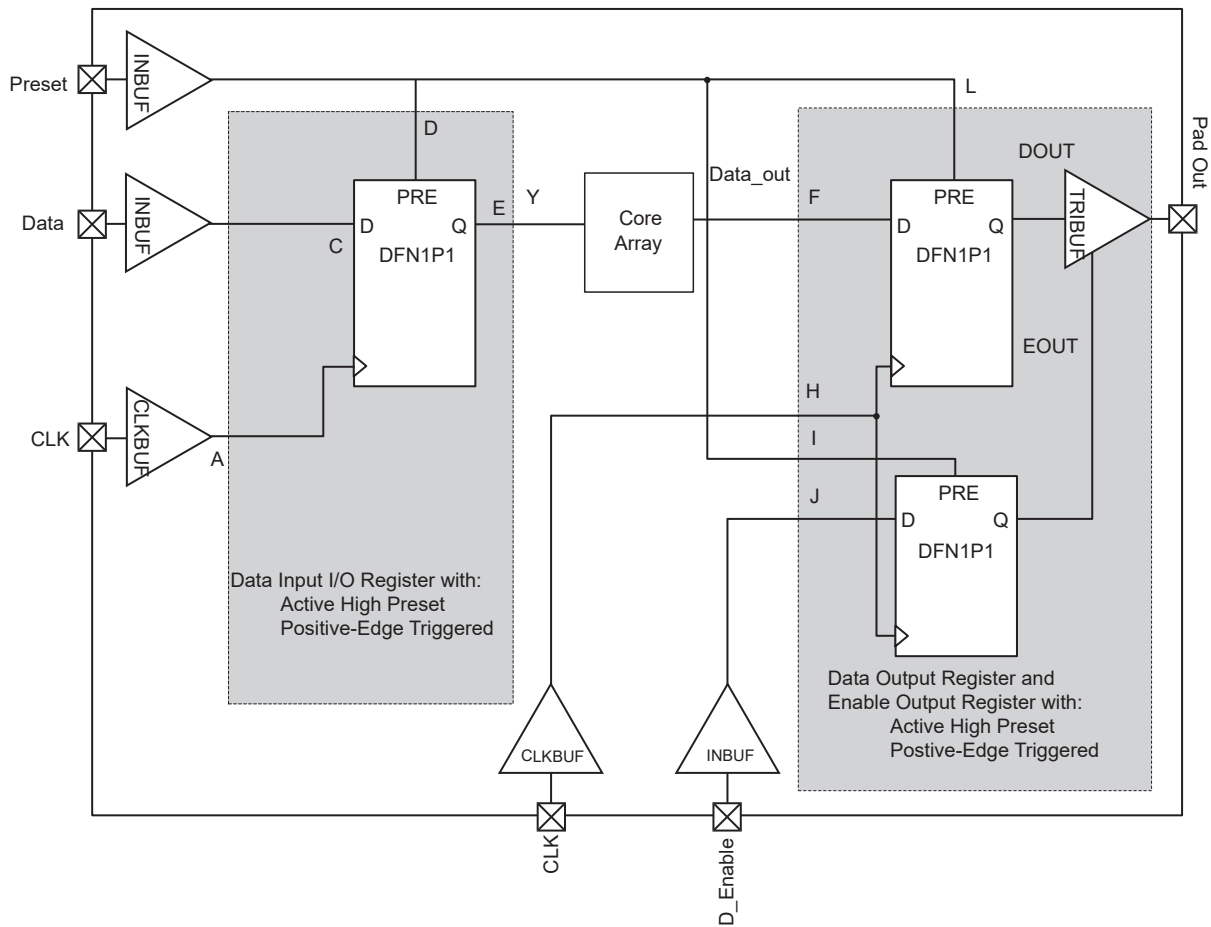 Preset
INBUF
L
D
Pad Out
DOUT
Data_out
PRE
PRE
TRIBUF
Data
INBUF
E
Y
Core
Array
F
C
D
Q
DFN1P1
D
Q
DFN1P1
EOUT
H
CLK
CLKBUF
A
I
J
PRE
D
Q
DFN1P1
Data Input I/O Register with:
Active High Preset
Positive-Edge Triggered
Data Output Register and
Enable Output Register with:
Active High Preset
Postive-Edge Triggered
CLKBUF
INBUF
CLK
D_Enable